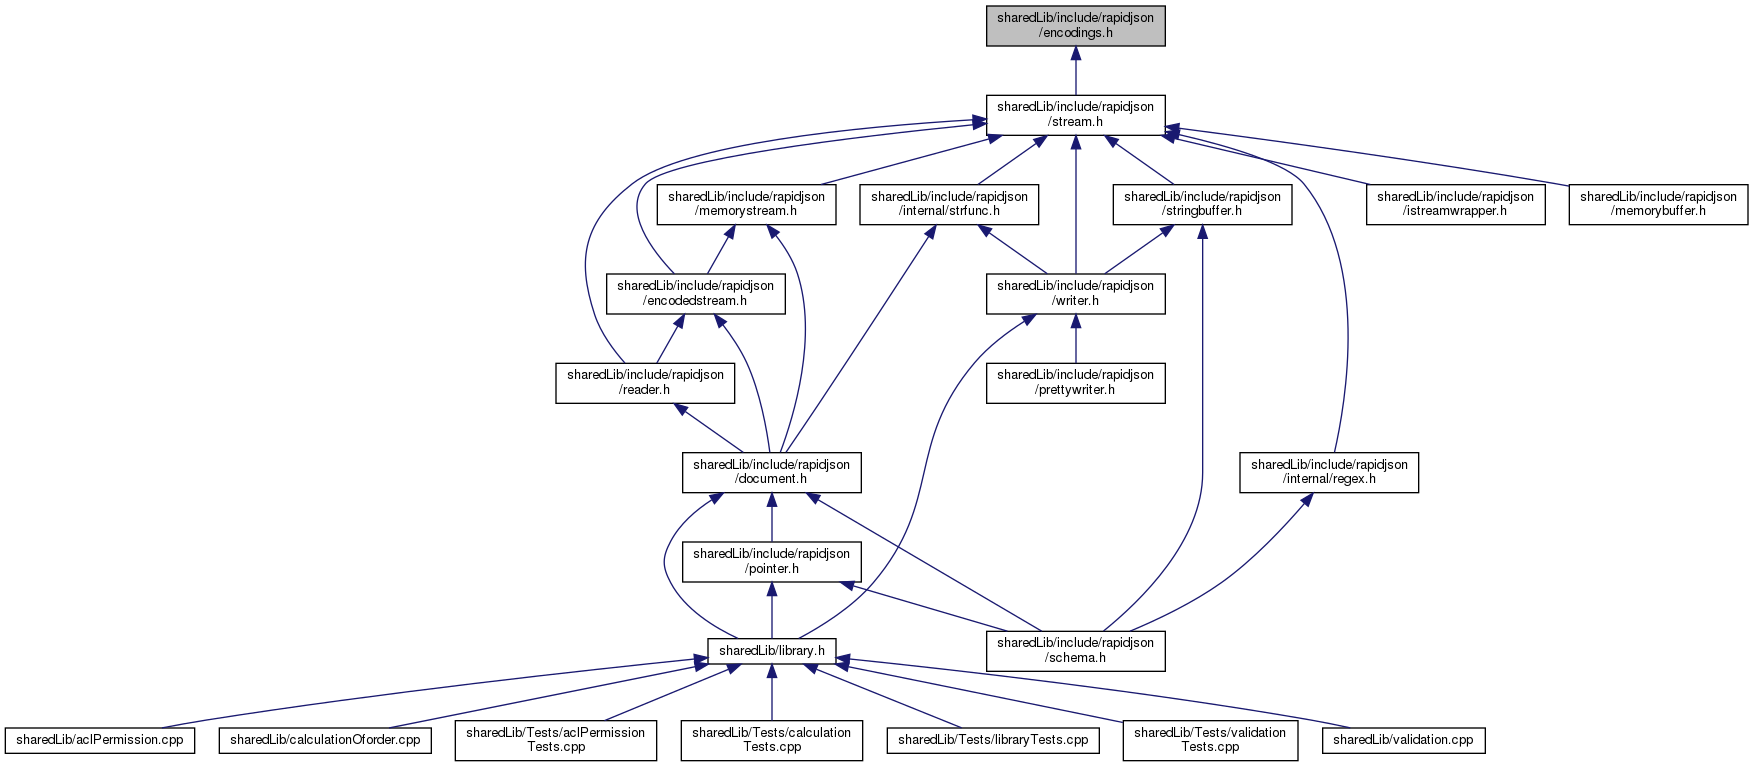 sharedLib/include/rapidjson
/encodings.h
sharedLib/include/rapidjson
/stream.h
sharedLib/include/rapidjson
/memorystream.h
sharedLib/include/rapidjson
/internal/strfunc.h
sharedLib/include/rapidjson
/stringbuffer.h
sharedLib/include/rapidjson
/istreamwrapper.h
sharedLib/include/rapidjson
/memorybuffer.h
sharedLib/include/rapidjson
/encodedstream.h
sharedLib/include/rapidjson
/writer.h
sharedLib/include/rapidjson
/reader.h
sharedLib/include/rapidjson
/prettywriter.h
sharedLib/include/rapidjson
/document.h
sharedLib/include/rapidjson
/internal/regex.h
sharedLib/include/rapidjson
/pointer.h
sharedLib/library.h
sharedLib/include/rapidjson
/schema.h
sharedLib/aclPermission.cpp
sharedLib/calculationOforder.cpp
sharedLib/Tests/aclPermission
Tests.cpp
sharedLib/Tests/calculation
Tests.cpp
sharedLib/Tests/libraryTests.cpp
sharedLib/Tests/validation
Tests.cpp
sharedLib/validation.cpp